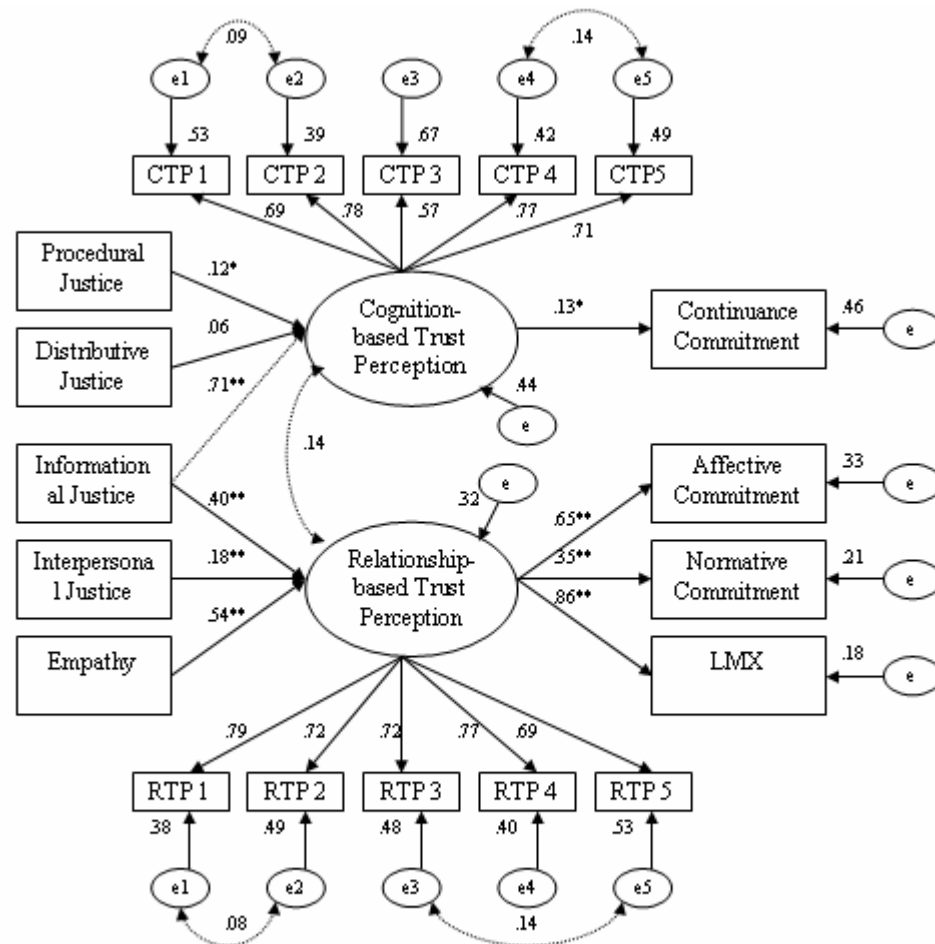 .09
.14
e1
e2
e3
e4
e5
.53
.39
.67
.42
.49
CTP 1
CTP 2
CTP 3
CTP 4
CTP5
.69
.78
.57
.77
.71
Procedural
Justice
.12*
Distributive
Justice
.06
.71**
Cognition-
based Trust
Perception
.13*
Continuance
Commitment
.46
e
.44
e
.14
Information
al Justice
.40**
Interpersona
l Justice
.18**
Empathy
.54**
.32
e
Relationship-
based Trust
Perception
.65**
.35**
.86**
Affective
Commitment
.33
e
Normative
Commitment
.21
e
LMX
.18
e
.79
.72
.72
.77
.69
RTP 1
RTP 2
RTP 3
RTP 4
RTP 5
.38
.49
.48
.40
.53
e1
e2
e3
e4
e5
.08
.14